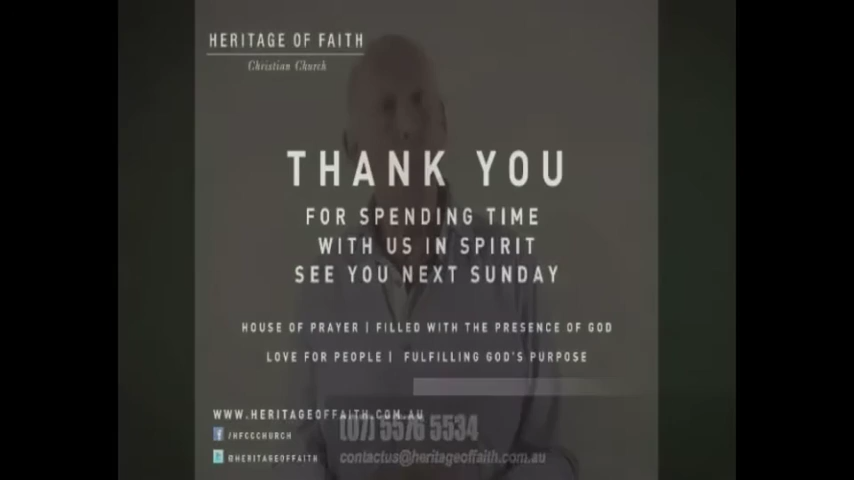 HERITAGE OF FAITH
Christian Church
THANK YOU
FOR SPENDING TIME
WITH US IN SPIRIT
SEE YOU NEXT SUNDAY
HOUSE OF PRAYER | FILLED WITH THE PRESENCE OF GOD
LOVE FOR PEOPLE | FULFILLING GOD'S PURPOSE
WWW.HERITAGEOFFAITH.COM.AU
(07) 5576 5534
/HFCCCHURCH
@HERITAGEOFFAITH
contactus@heritageoffaith.com.au